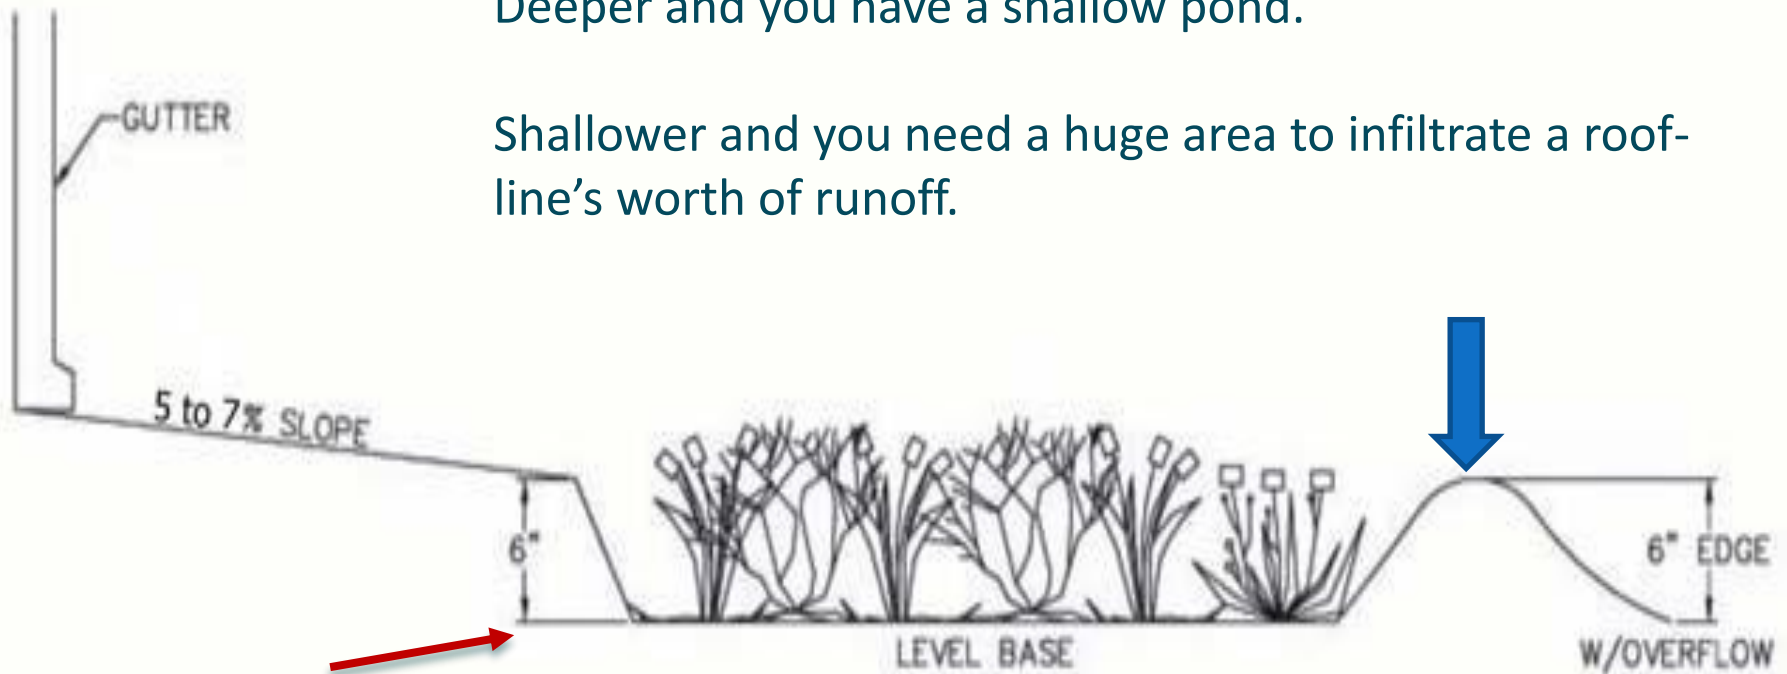 Deeper and you have a shallow pond.
GUTTER
Shallower and you need a huge area to infiltrate a roof-
line’s worth of runoff.
5 to 7% SLOPE
6"
6" EDGE
LEVEL BASE
W/OVERFLOW